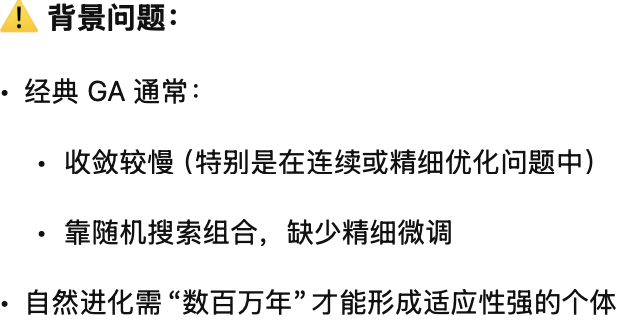 ⚠️ 背景问题：
• 经典 GA 通常：
• 收敛较慢（特别是在连续或精细优化问题中）
• 靠随机搜索组合，缺少精细微调
• 自然进化需“数百万年”才能形成适应性强的个体